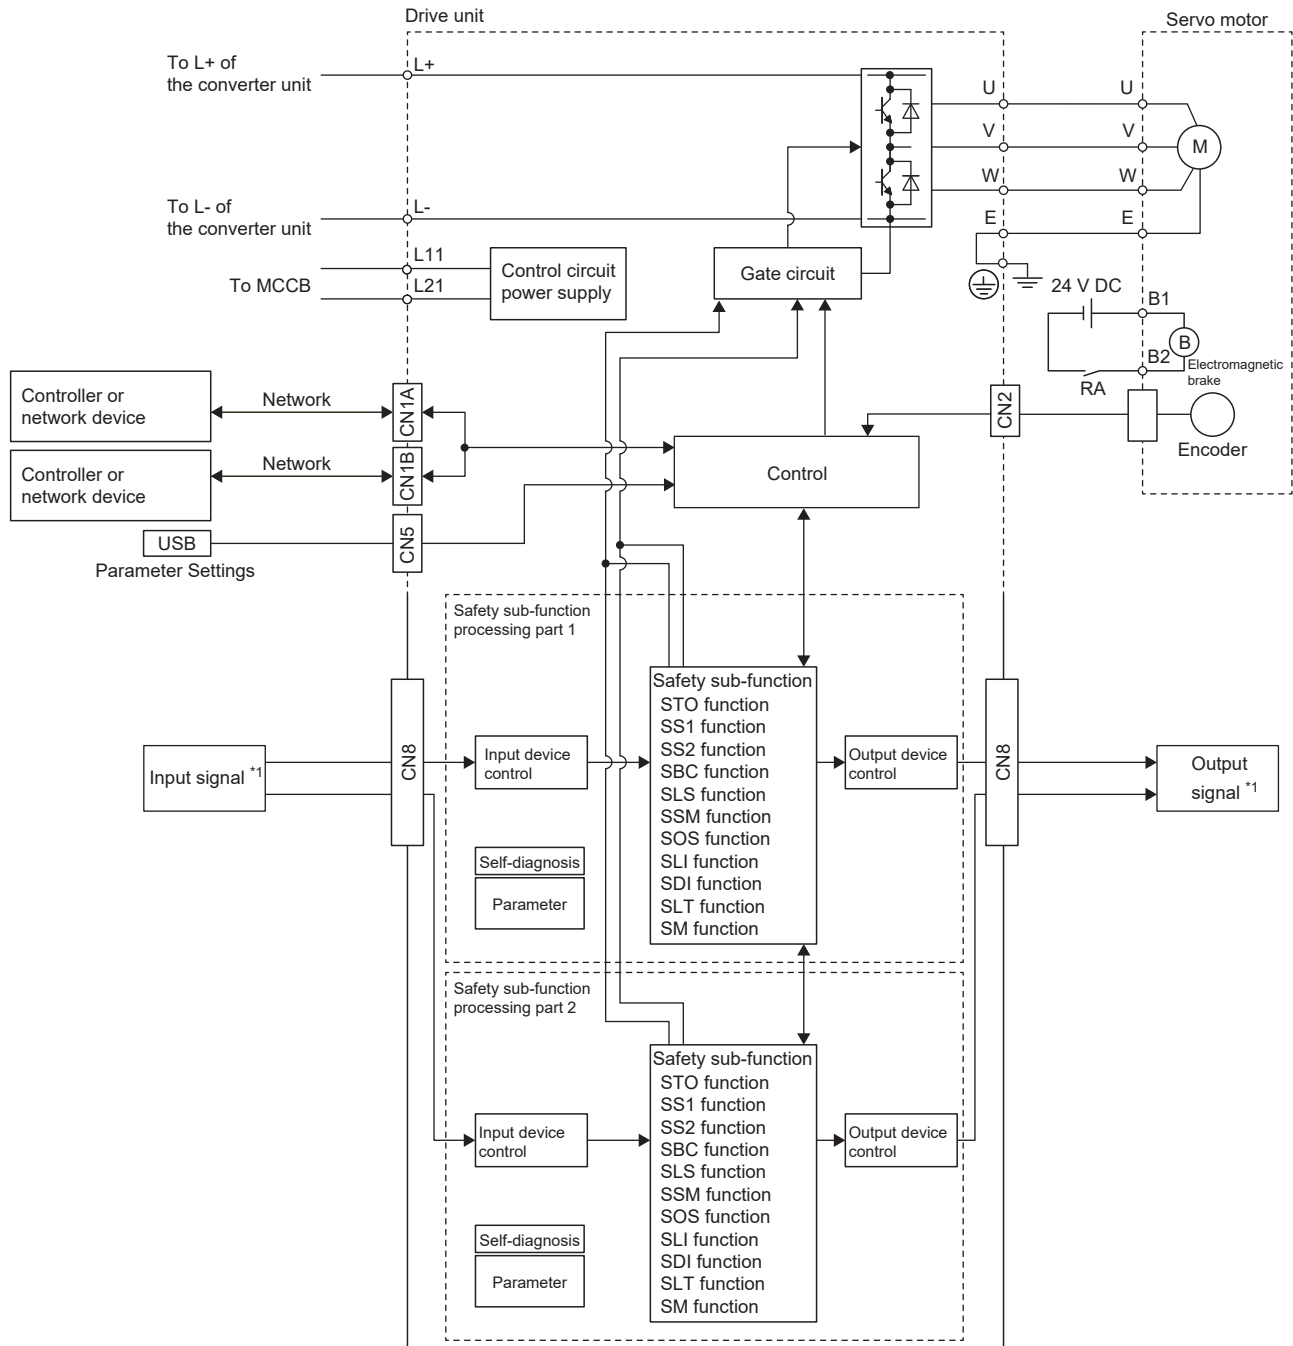 Drive unit
Servo motor
To L+ of
the converter unit
L+
U
U
V
V
M
W
W
To L- of
the converter unit
L-
E
E
L11
To MCCB
L21
Control circuit
power supply
Gate circuit
24 V DC
B1
B
B2
Electromagnetic
brake
RA
Controller or
network device
Network
CN1A
CN2
Encoder
Controller or
network device
Network
CN1B
Control
USB
CN5
Parameter Settings
Safety sub-function
processing part 1
Safety sub-function
STO function
SS1 function
SS2 function
SBC function
SLS function
SSM function
SOS function
SLI function
SDI function
SLT function
SM function
Input signal *1
CN8
Input device
control
Output device
control
CN8
Output
signal *1
Self-diagnosis
Parameter
Safety sub-function
processing part 2
Safety sub-function
STO function
SS1 function
SS2 function
SBC function
SLS function
SSM function
SOS function
SLI function
SDI function
SLT function
SM function
Input device
control
Output device
control
Self-diagnosis
Parameter